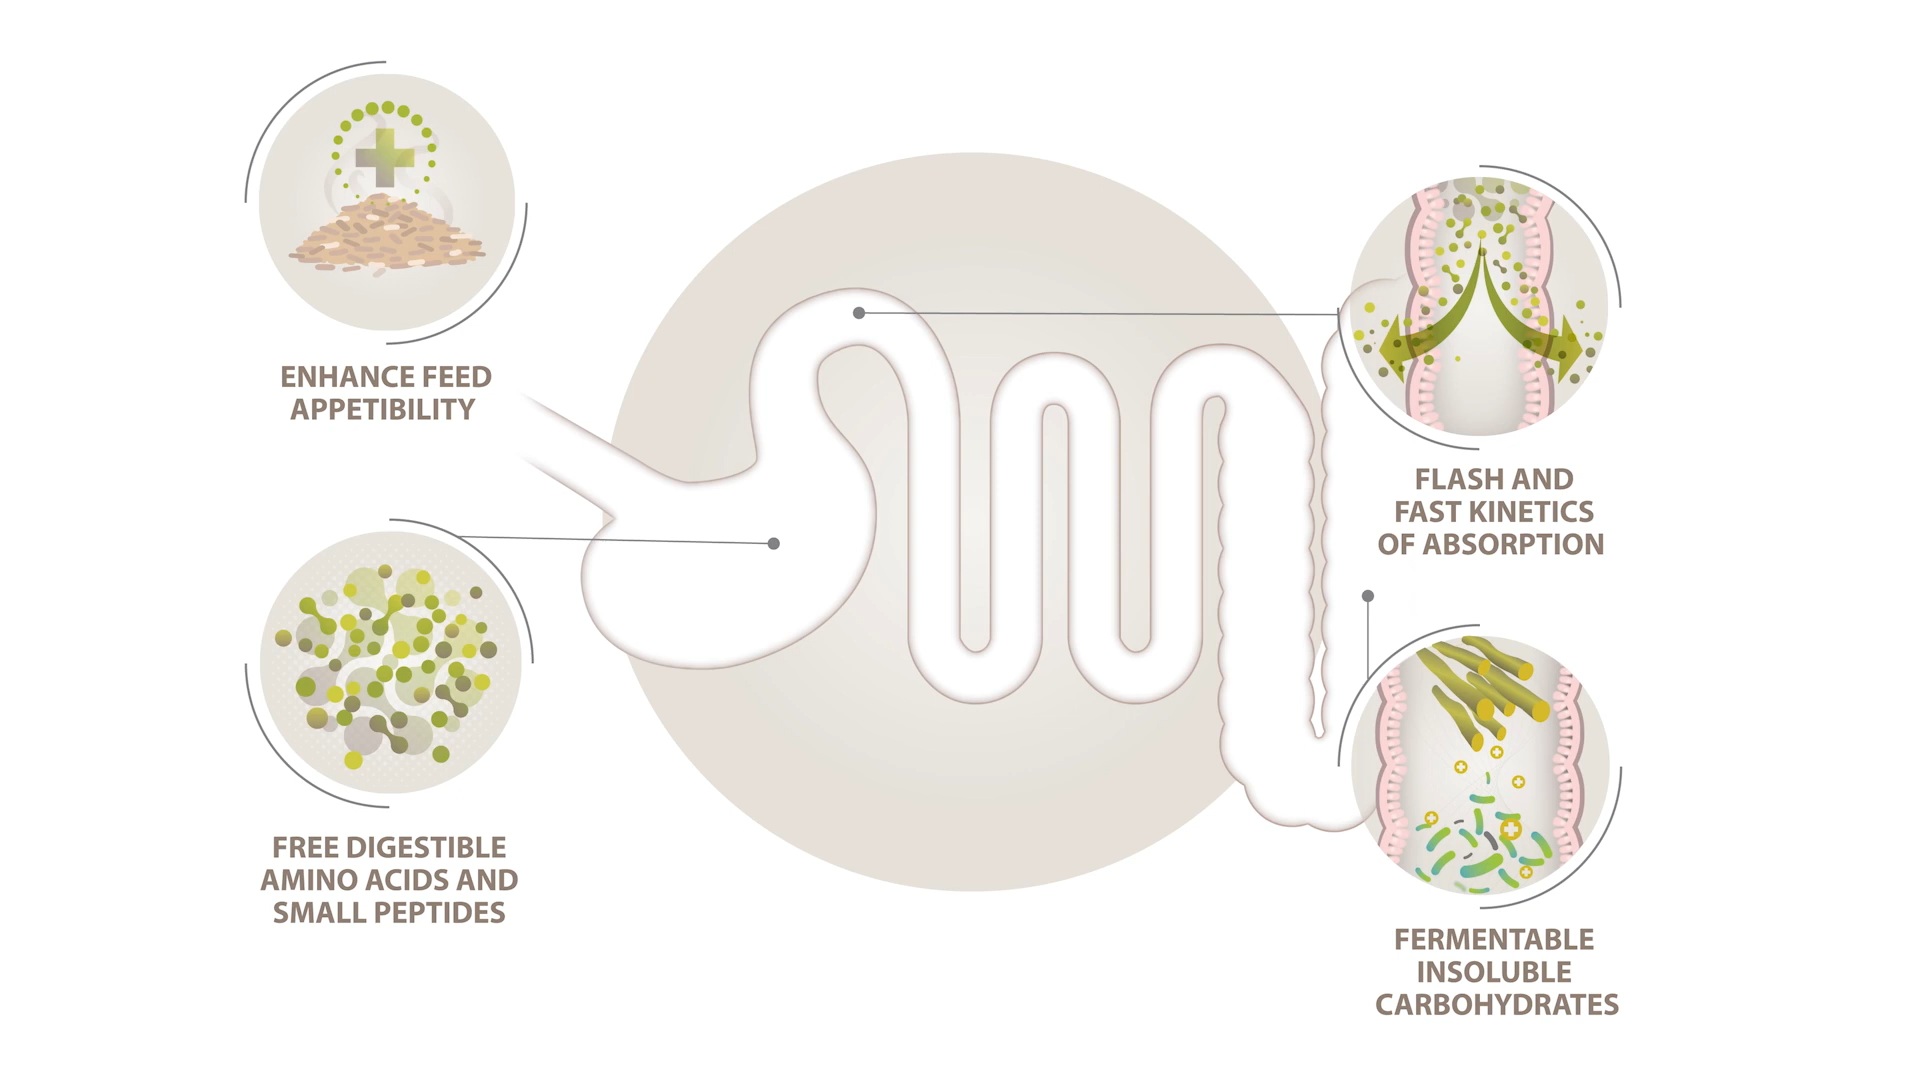 ENHANCE FEED
APPETIBILITY
FREE DIGESTIBLE
AMINO ACIDS AND
SMALL PEPTIDES
FLASH AND
FAST KINETICS
OF ABSORPTION
FERMENTABLE
INSOLUBLE
CARBOHYDRATES